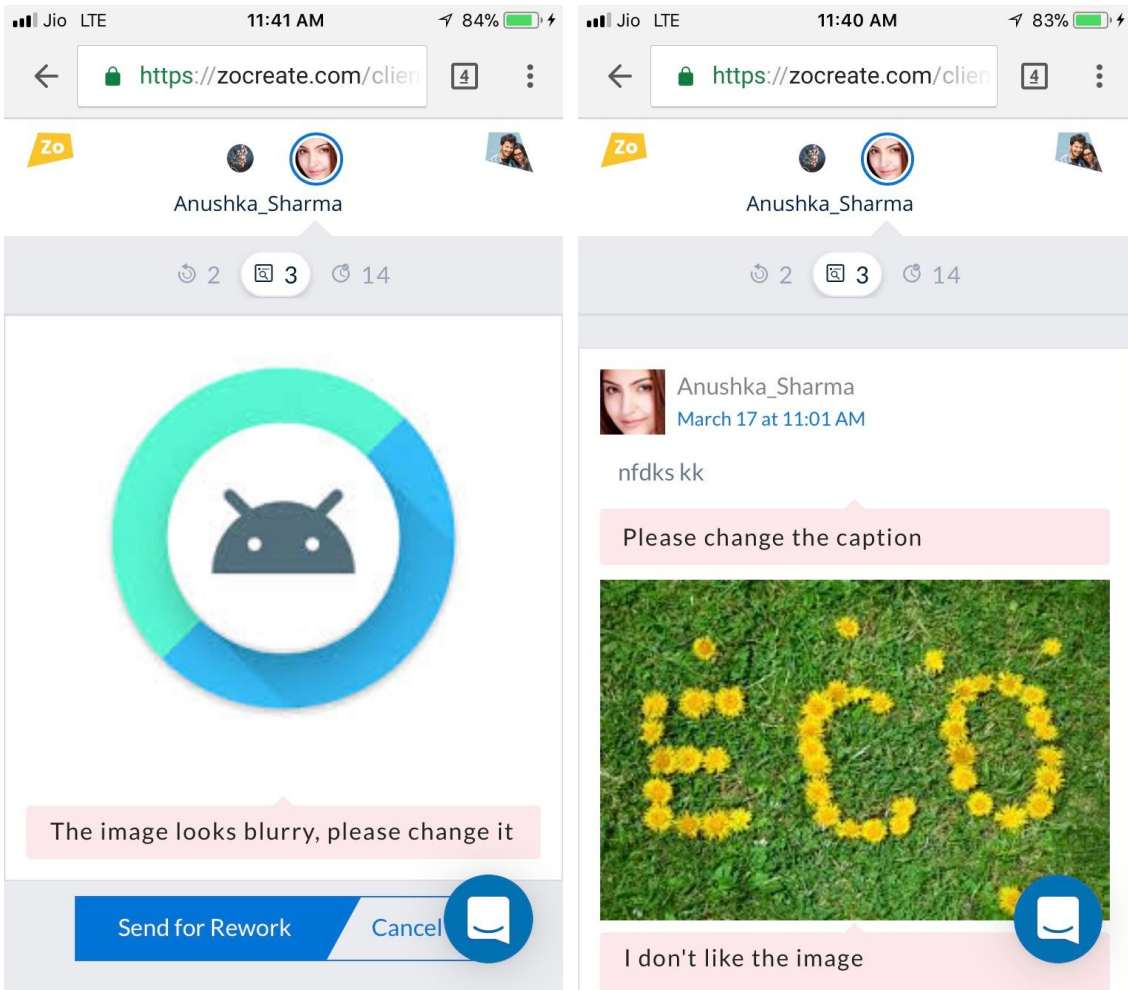 Jio LTE 11:41 AM 84%
https://zocreate.com/clien 4
Zo
Anushka_Sharma
2 3 14
The image looks blurry, please change it
Send for Rework Cancel
Jio LTE 11:40 AM 83%
https://zocreate.com/clien 4
Zo
Anushka_Sharma
2 3 14
Anushka_Sharma
March 17 at 11:01 AM
nfdks kk
Please change the caption
ECO
I don't like the image